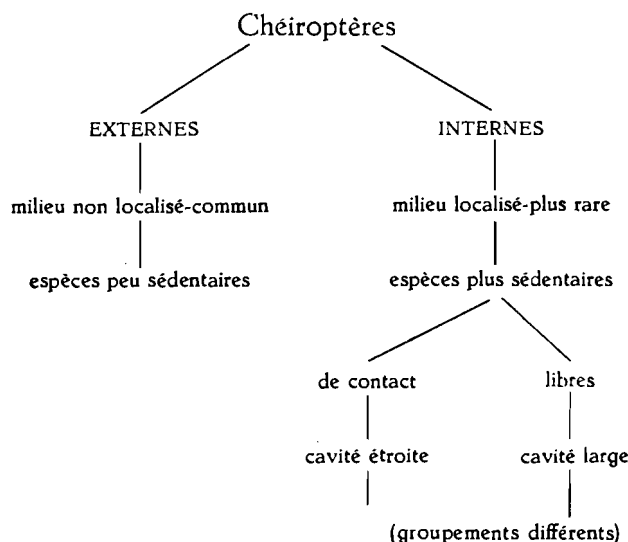 Chéiroptères
EXTERNES INTERNES
milieu non localisé-commun milieu localisé-plus rare
espèces peu sédentaires espèces plus sédentaires
de contact libres
cavité étroite cavité large
(groupements différents)